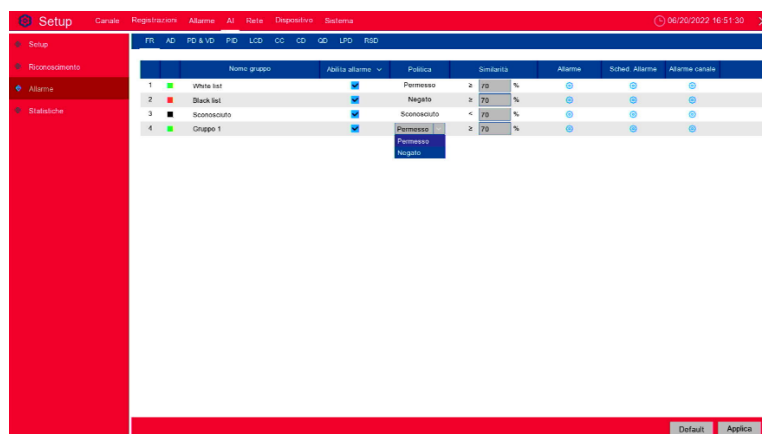 Setup Canale Registrazioni Allarme AI Rete Dispositivo Sistema 06/20/2022 16:51:30
Setup
Riconoscimento
Allarme
Statistiche
FR AD PD & VD PID LCD CC CD QD LPD RSD
Nome gruppo Abilita allarme Politica Similarità Allarme Sched. Allarme Allarme canale
1 White list Permesso ≥ 70 %
2 Black list Negato ≥ 70 %
3 Sconosciuto Sconosciuto < 70 %
4 Gruppo 1 Permesso ≥ 70 %
Permesso
Negato
Default Applica